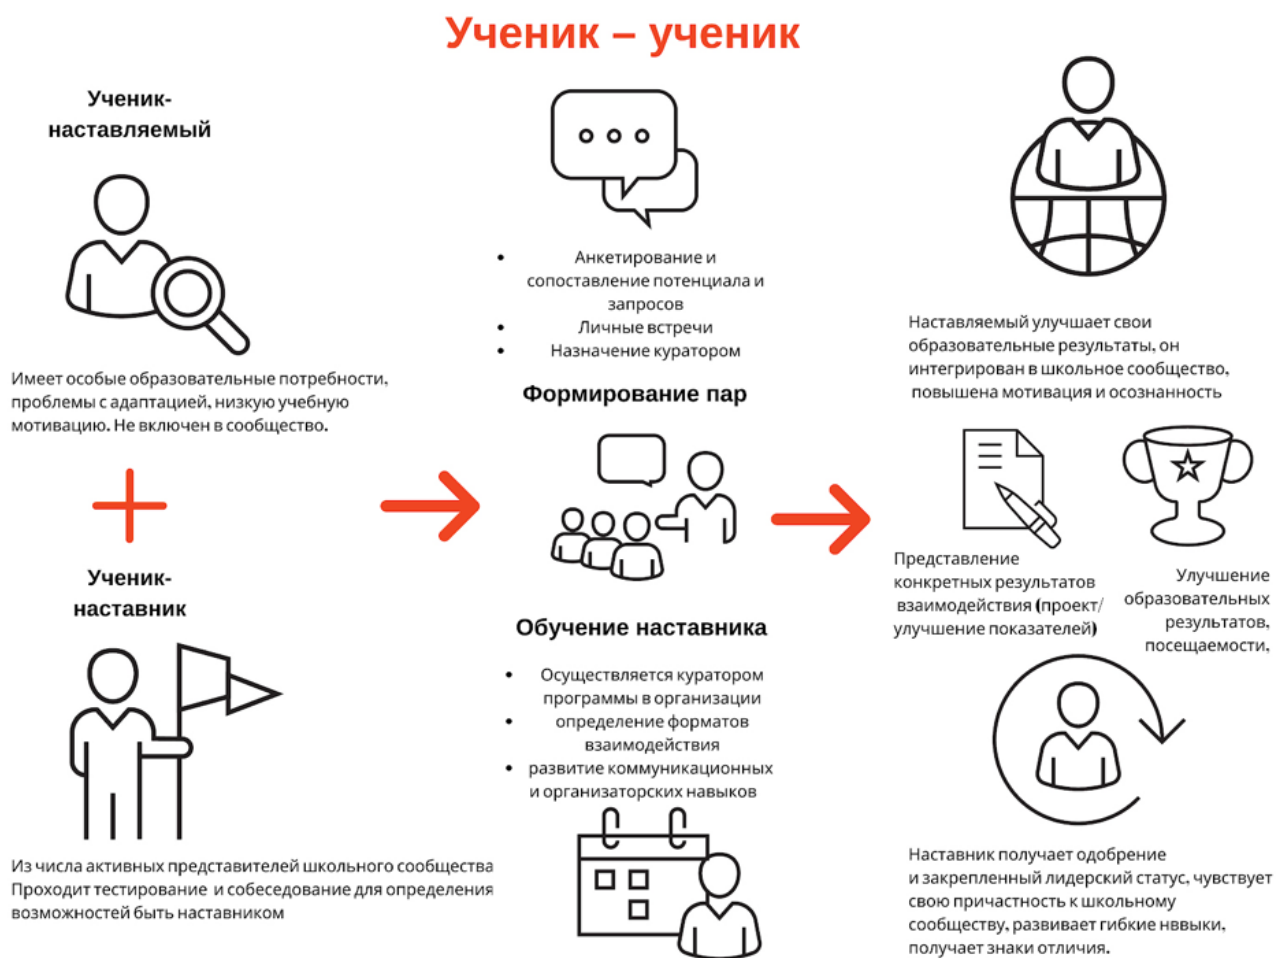 Ученик – ученик
Ученик-
наставляемый
Имеет особые образовательные потребности,
проблемы с адаптацией, низкую учебную
мотивацию. Не включен в сообщество.
Ученик-
наставник
Из числа активных представителей школьного сообщества
Проходит тестирование и собеседование для определения
возможностей быть наставником
• Анкетирование и
сопоставление потенциала и
запросов
• Личные встречи
• Назначение куратором
Формирование пар
Обучение наставника
• Осуществляется куратором
программы в организации
• определение форматов
взаимодействия
• развитие коммуникационных
и организаторских навыков
Наставляемый улучшает свои
образовательные результаты, он
интегрирован в школьное сообщество,
повышена мотивация и осознанность
Представление
конкретных результатов
взаимодействия (проект/
улучшение показателей)
Улучшение
образовательных
результатов,
посещаемости,
Наставник получает одобрение
и закрепленный лидерский статус, чувствует
свою причастность к школьному
сообществу, развивает гибкие нввыки,
получает знаки отличия.